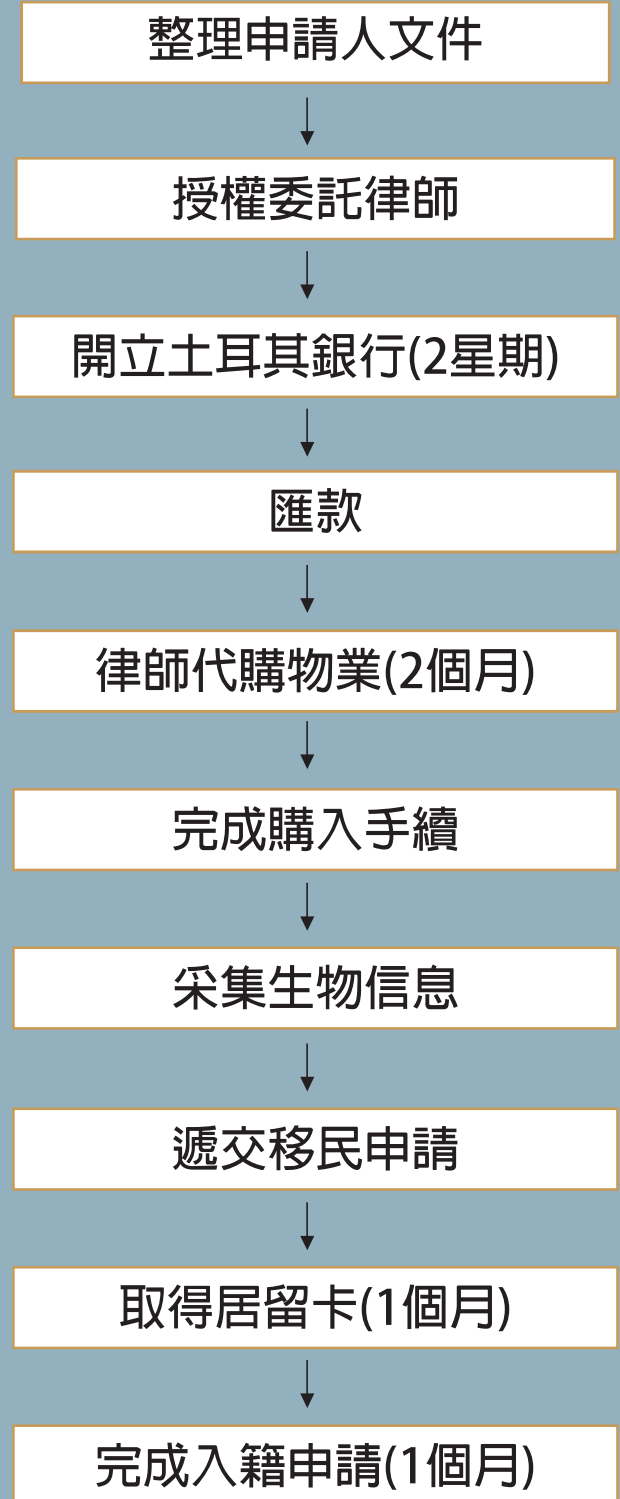 整理申請人文件
授權委託律師
開立土耳其銀行(2星期)
匯款
律師代購物業(2個月)
完成購入手續
采集生物信息
遞交移民申請
取得居留卡(1個月)
完成入籍申請(1個月)